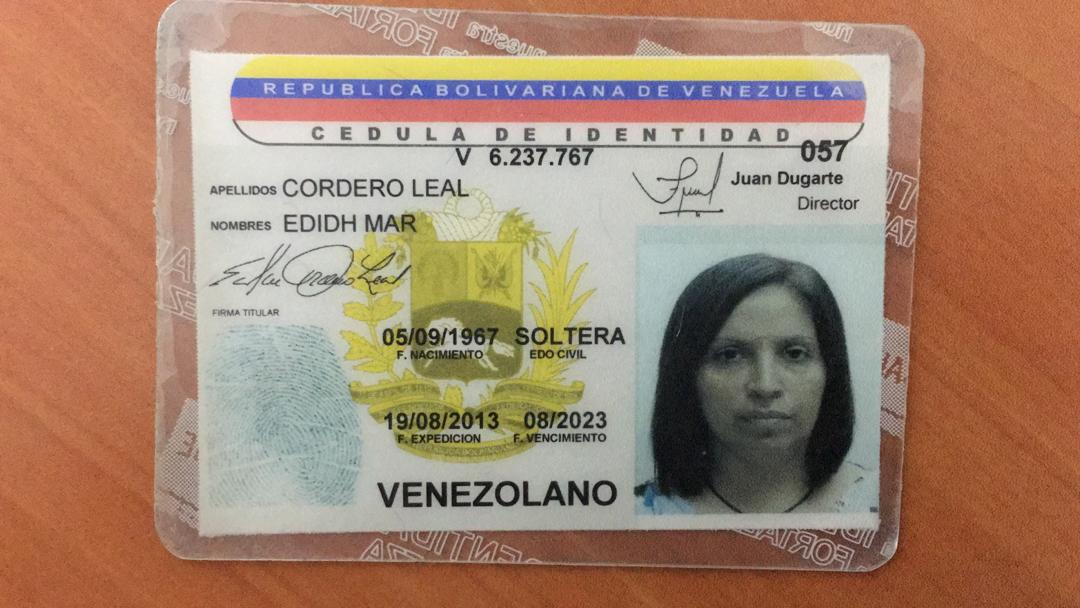 REPUBLICA BOLIVARIANA DE VENEZUELA
CEDULA DE IDENTIDAD
V 6.237.767
057
APELLIDOS CORDERO LEAL
Juan Dugarte
Director
NOMBRES EDIDH MAR
FIRMA TITULAR
05/09/1967 SOLTERA
F. NACIMIENTO EDO CIVIL
19/08/2013 08/2023
F. EXPEDICION F. VENCIMIENTO
VENEZOLANO